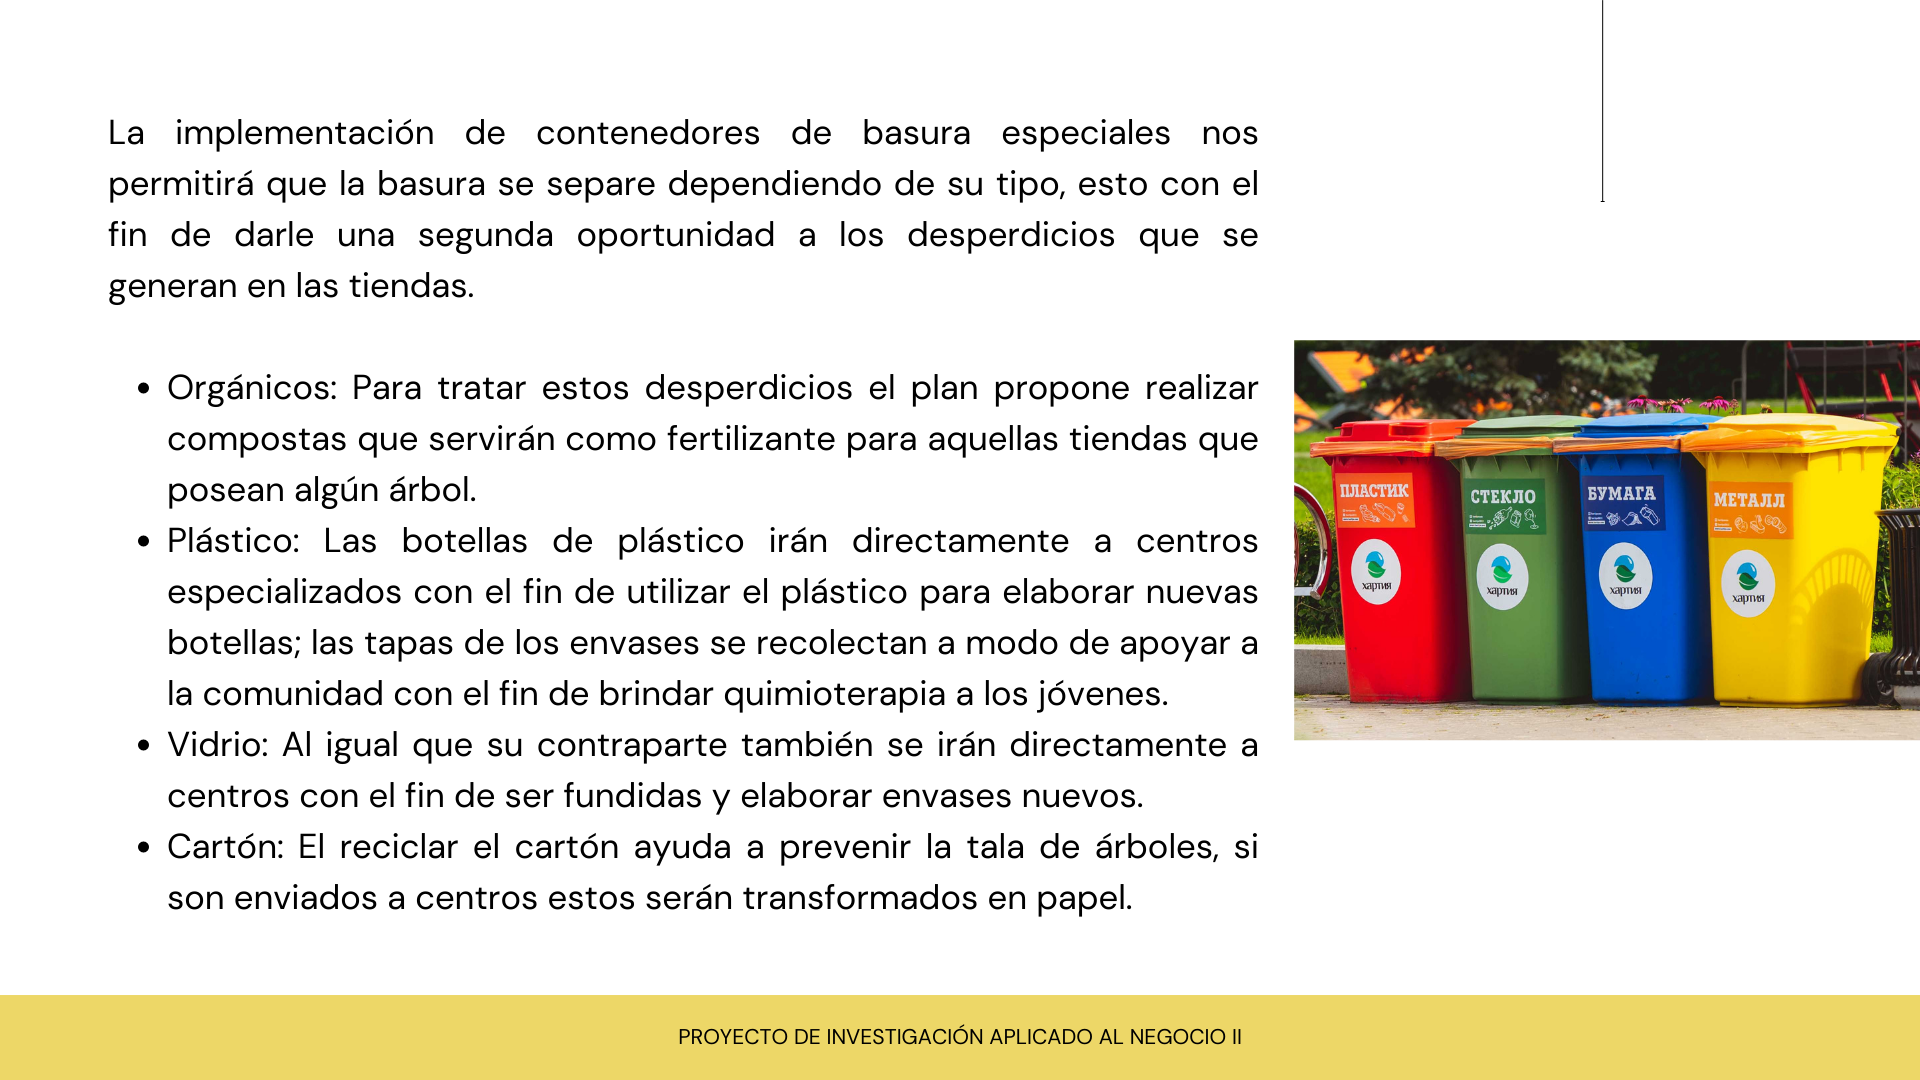 La implementación de contenedores de basura especiales nos
permitirá que la basura se separe dependiendo de su tipo, esto con el
fin de darle una segunda oportunidad a los desperdicios que se
generan en las tiendas.
• Orgánicos: Para tratar estos desperdicios el plan propone realizar
compostas que servirán como fertilizante para aquellas tiendas que
posean algún árbol.
• Plástico: Las botellas de plástico irán directamente a centros
especializados con el fin de utilizar el plástico para elaborar nuevas
botellas; las tapas de los envases se recolectan a modo de apoyar a
la comunidad con el fin de brindar quimioterapia a los jóvenes.
• Vidrio: Al igual que su contraparte también se irán directamente a
centros con el fin de ser fundidas y elaborar envases nuevos.
• Cartón: El reciclar el cartón ayuda a prevenir la tala de árboles, si
son enviados a centros estos serán transformados en papel.
ПЛАСТИК
СТЕКЛО
БУМАГА
МЕТАЛЛ
хартия
хартия
хартия
хартия
PROYECTO DE INVESTIGACIÓN APLICADO AL NEGOCIO II